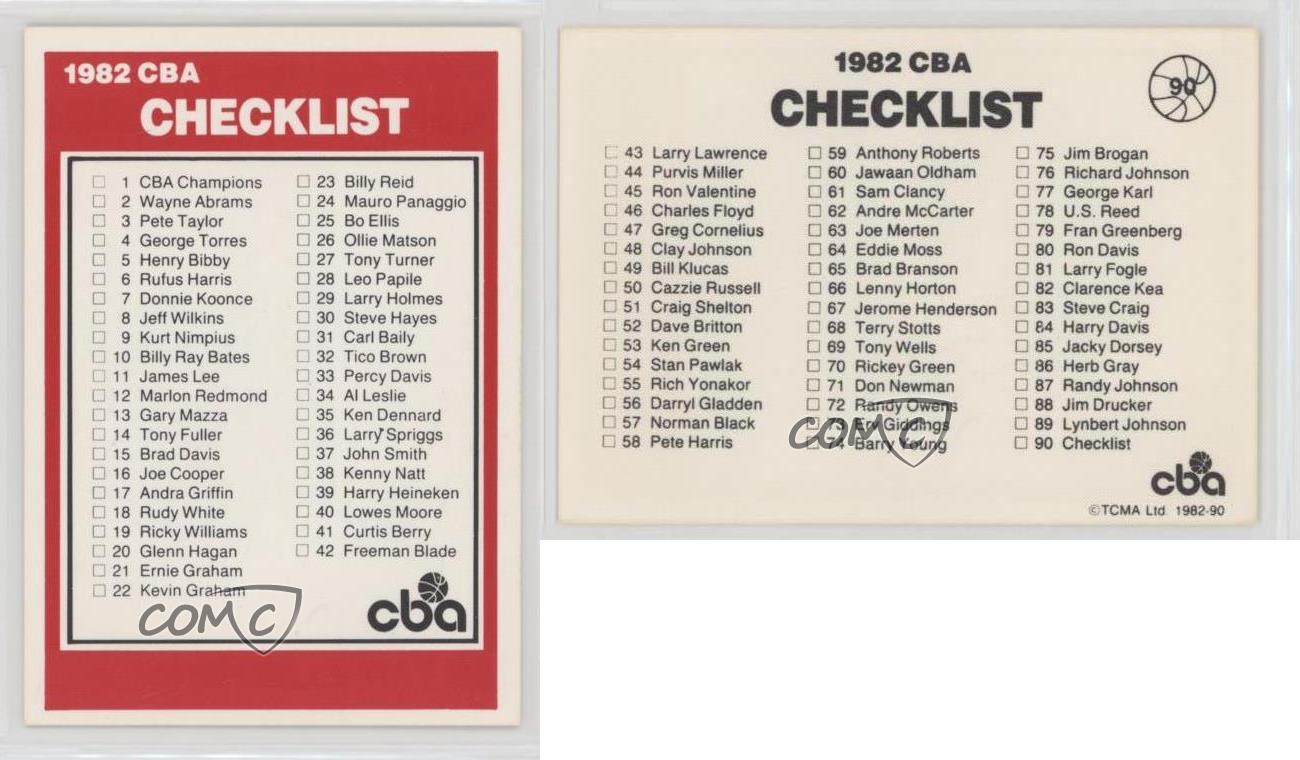 1982 CBA
CHECKLIST
1 CBA Champions
2 Wayne Abrams
3 Pete Taylor
4 George Torres
5 Henry Bibby
6 Rufus Harris
7 Donnie Koonce
8 Jeff Wilkins
9 Kurt Nimpius
10 Billy Ray Bates
11 James Lee
12 Marlon Redmond
13 Gary Mazza
14 Tony Fuller
15 Brad Davis
16 Joe Cooper
17 Andra Griffin
18 Rudy White
19 Ricky Williams
20 Glenn Hagan
21 Ernie Graham
22 Kevin Graham
23 Billy Reid
24 Mauro Panaggio
25 Bo Ellis
26 Ollie Matson
27 Tony Turner
28 Leo Papile
29 Larry Holmes
30 Steve Hayes
31 Carl Baily
32 Tico Brown
33 Percy Davis
34 Al Leslie
35 Ken Dennard
36 Larry Spriggs
37 John Smith
38 Kenny Natt
39 Harry Heineken
40 Lowes Moore
41 Curtis Berry
42 Freeman Blade
cba
COMC
1982 CBA
CHECKLIST
90
43 Larry Lawrence
44 Purvis Miller
45 Ron Valentine
46 Charles Floyd
47 Greg Cornelius
48 Clay Johnson
49 Bill Klucas
50 Cazzie Russell
51 Craig Shelton
52 Dave Britton
53 Ken Green
54 Stan Pawlak
55 Rich Yonakor
56 Darryl Gladden
57 Norman Black
58 Pete Harris
59 Anthony Roberts
60 Jawaan Oldham
61 Sam Clancy
62 Andre McCarter
63 Joe Merten
64 Eddie Moss
65 Brad Branson
66 Lenny Horton
67 Jerome Henderson
68 Terry Stotts
69 Tony Wells
70 Rickey Green
71 Don Newman
72 Randy Owens
73 Erv Giddings
74 Barry Young
75 Jim Brogan
76 Richard Johnson
77 George Karl
78 U.S. Reed
79 Fran Greenberg
80 Ron Davis
81 Larry Fogle
82 Clarence Kea
83 Steve Craig
84 Harry Davis
85 Jacky Dorsey
86 Herb Gray
87 Randy Johnson
88 Jim Drucker
89 Lynbert Johnson
90 Checklist
COMC
cba
©TCMA Ltd 1982-90